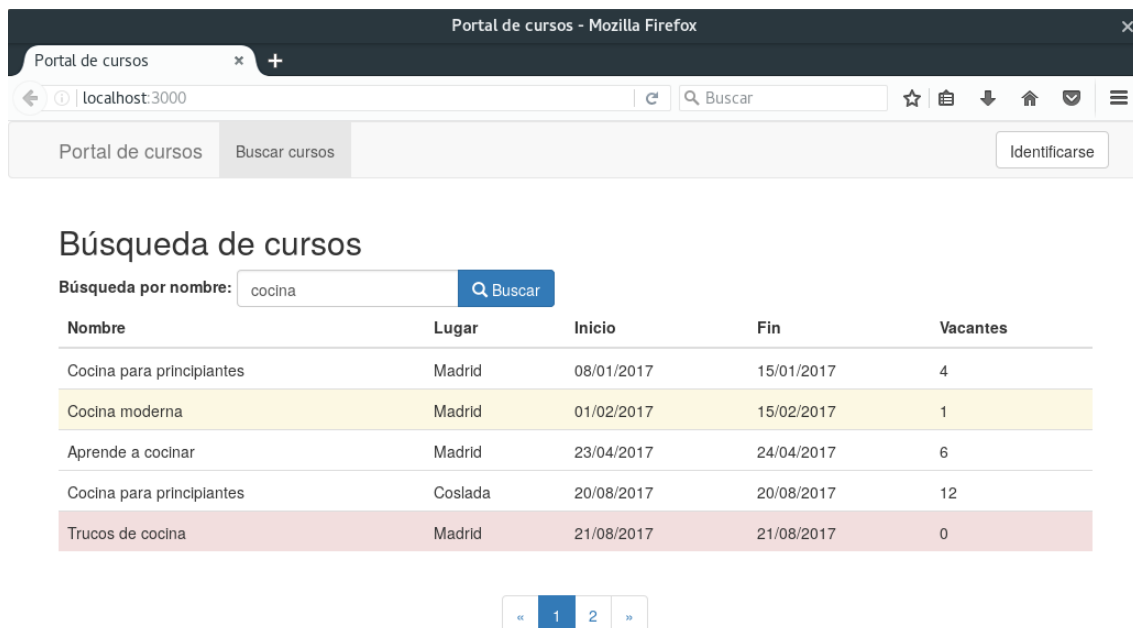 Portal de cursos - Mozilla Firefox
Portal de cursos
localhost:3000 Buscar
Portal de cursos Buscar cursos Identificarse
Búsqueda de cursos
Búsqueda por nombre: cocina Buscar
Nombre Lugar Inicio Fin Vacantes
Cocina para principiantes Madrid 08/01/2017 15/01/2017 4
Cocina moderna Madrid 01/02/2017 15/02/2017 1
Aprende a cocinar Madrid 23/04/2017 24/04/2017 6
Cocina para principiantes Coslada 20/08/2017 20/08/2017 12
Trucos de cocina Madrid 21/08/2017 21/08/2017 0
« 1 2 »